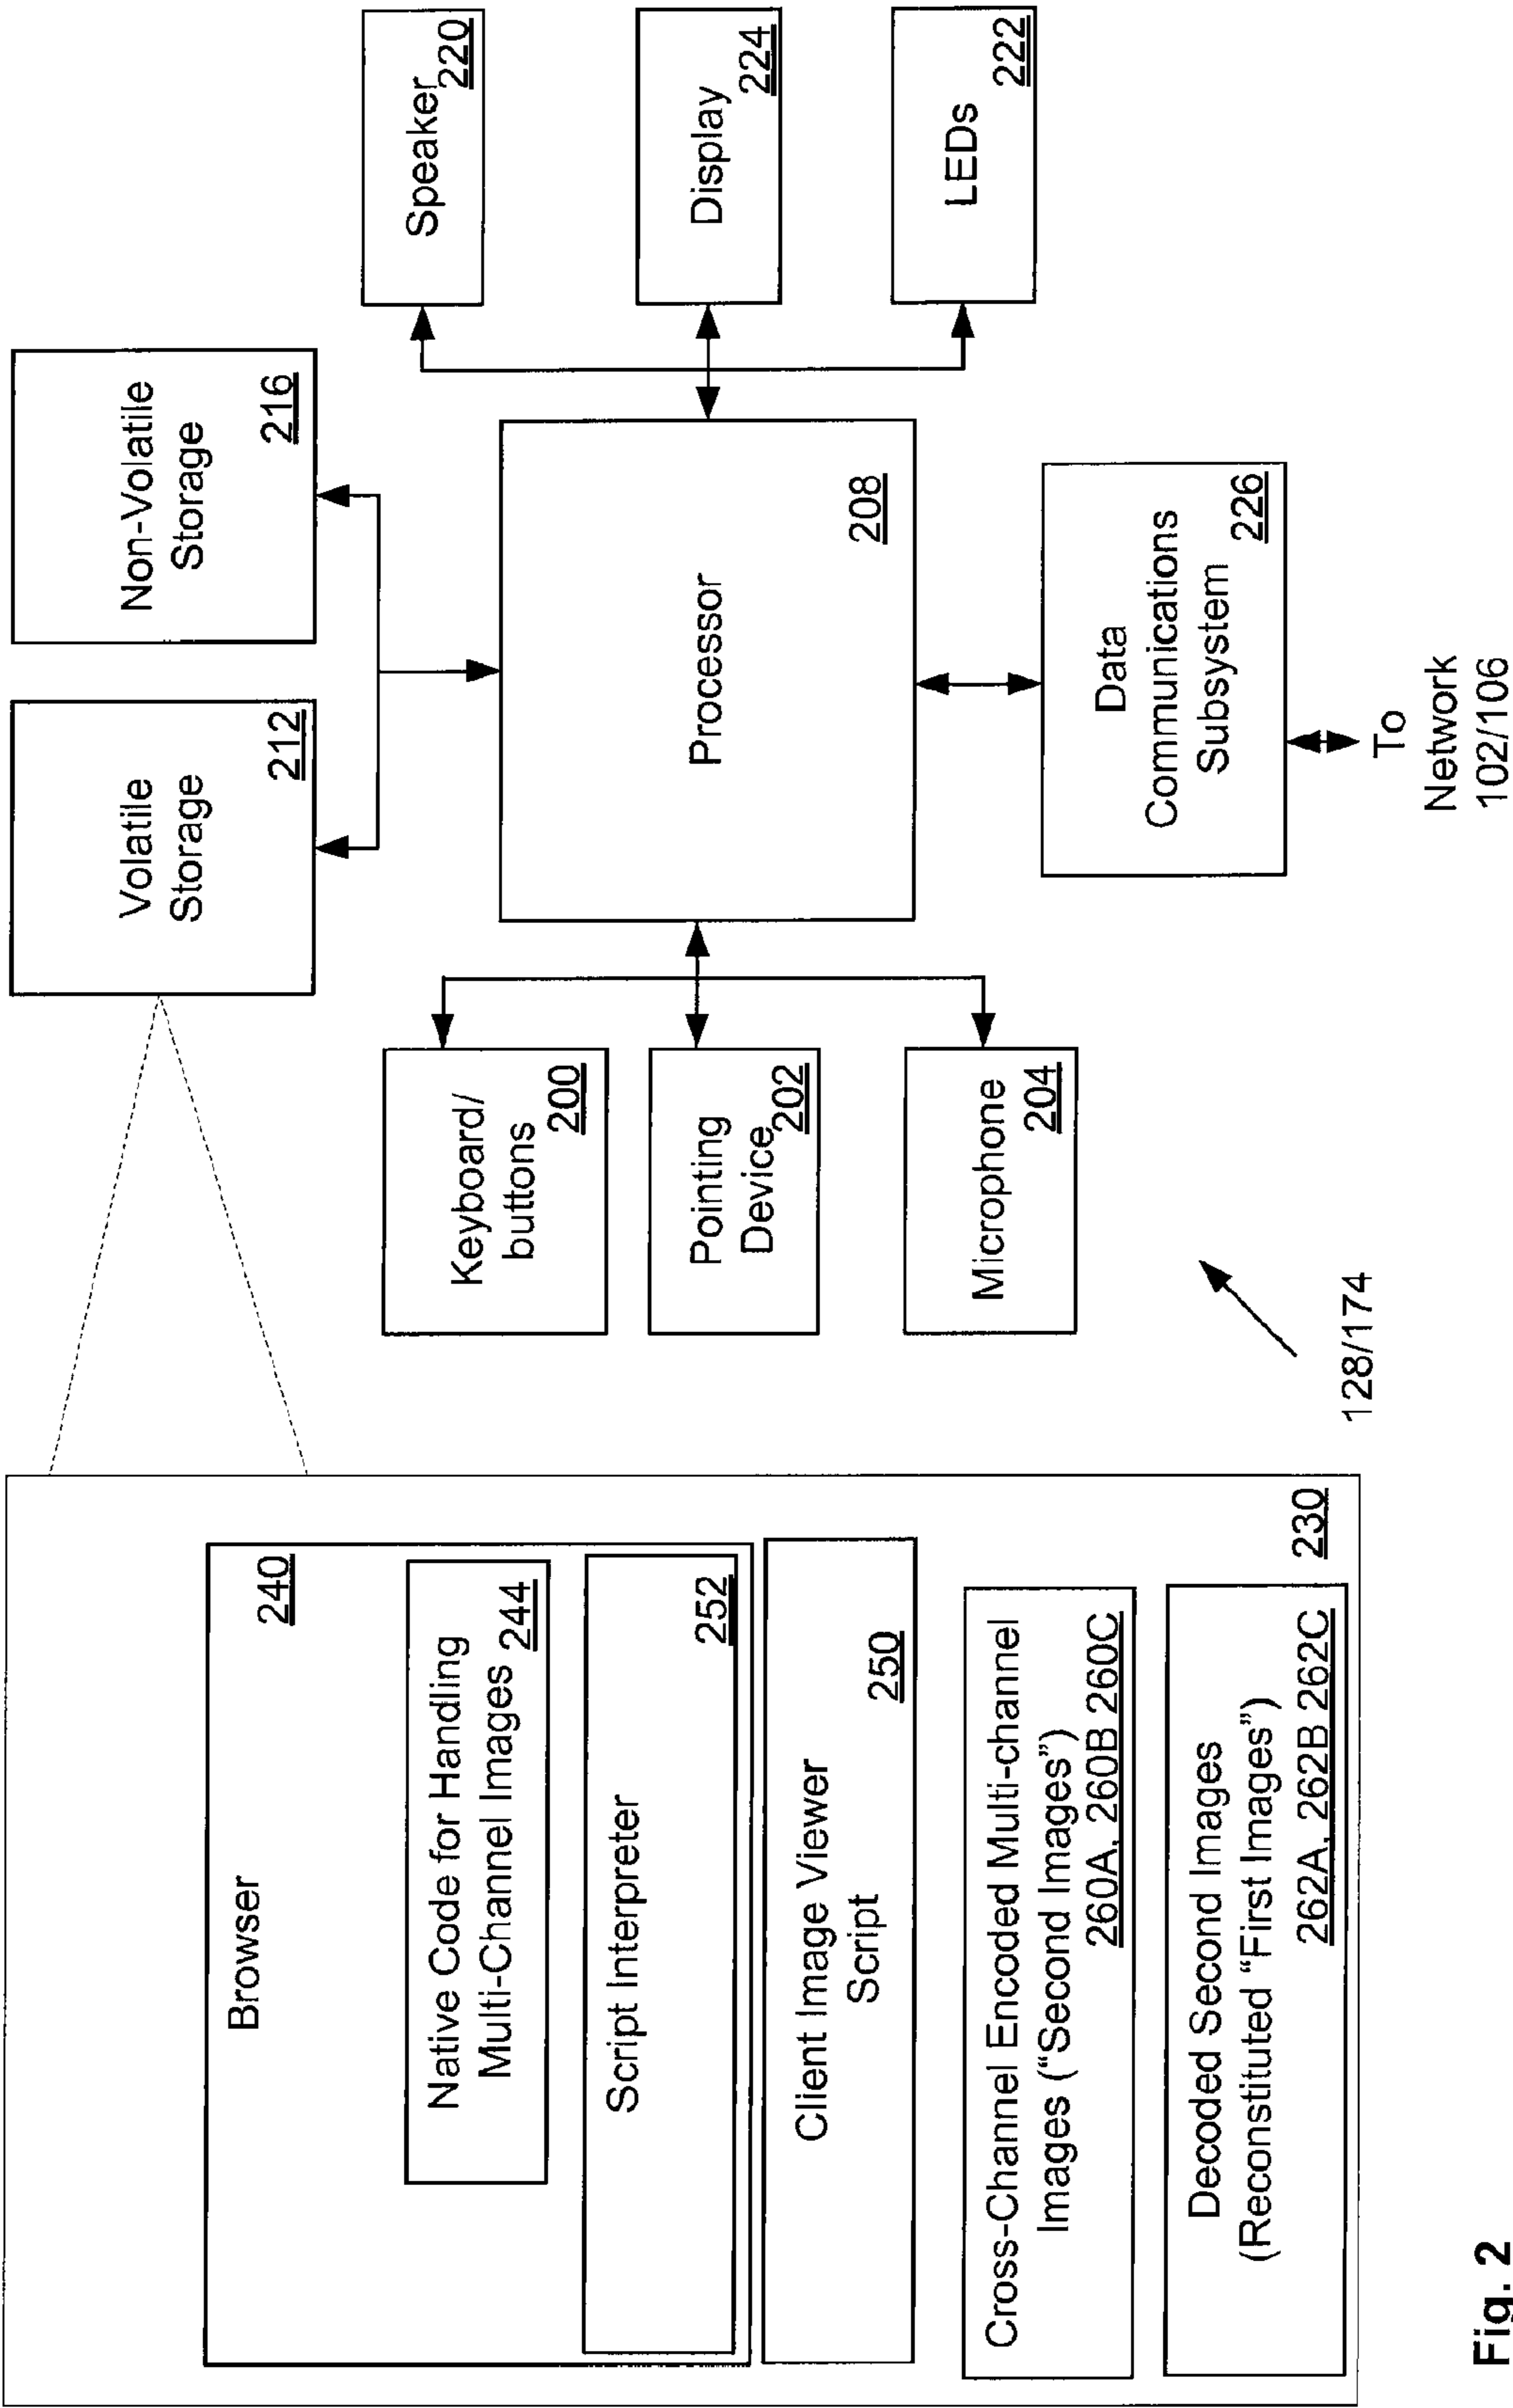 Volatile
Storage
212
Non-Volatile
Storage
216
Browser
240
Native Code for Handling
Multi-Channel Images 244
Script Interpreter
252
Client Image Viewer
Script
250
Cross-Channel Encoded Multi-channel
Images (“Second Images”)
260A, 260B 260C
Decoded Second Images
(Reconstituted “First Images”)
262A, 262B 262C
230
Keyboard/
buttons
200
Pointing
Device
202
Microphone
204
128/174
Processor
208
Speaker
220
Display
224
LEDs
222
Data
Communications
Subsystem
226
To
Network
102/106
Fig. 2